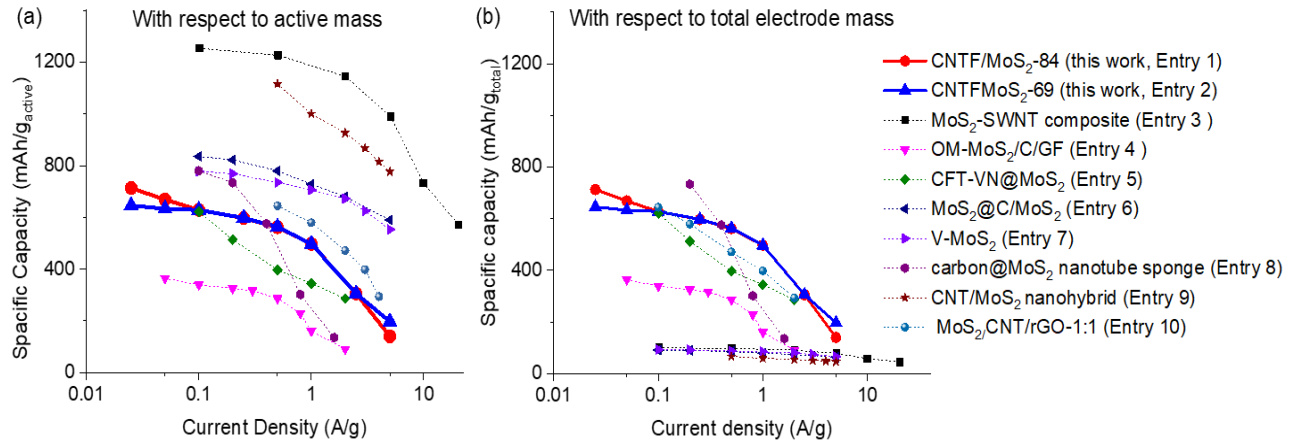 (a)
With respect to active mass
1200
800
400
0
0.01
0.1
1
10
Spacific Capacity (mAh/g_active)
Current Density (A/g)
(b)
With respect to total electrode mass
1200
800
400
0
0.01
0.1
1
10
Spacific capacity (mAh/g_total)
Current density (A/g)
CNTF/MoS₂-84 (this work, Entry 1)
CNTFMoS₂-69 (this work, Entry 2)
MoS₂-SWNT composite (Entry 3 )
OM-MoS₂/C/GF (Entry 4 )
CFT-VN@MoS₂ (Entry 5)
MoS₂@C/MoS₂ (Entry 6)
V-MoS₂ (Entry 7)
carbon@MoS₂ nanotube sponge (Entry 8)
CNT/MoS₂ nanohybrid (Entry 9)
MoS₂/CNT/rGO-1:1 (Entry 10)